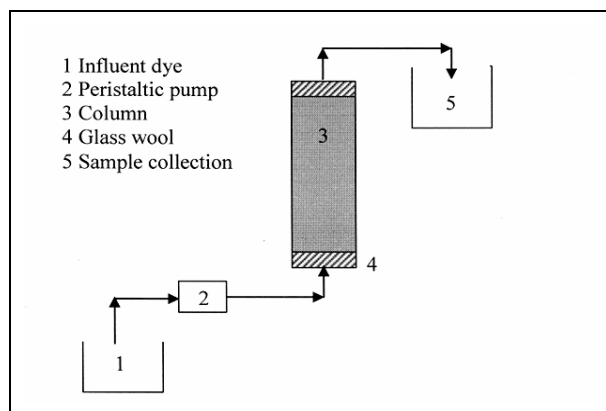 1 Influent dye
2 Peristaltic pump
3 Column
4 Glass wool
5 Sample collection
5
3
4
2
1